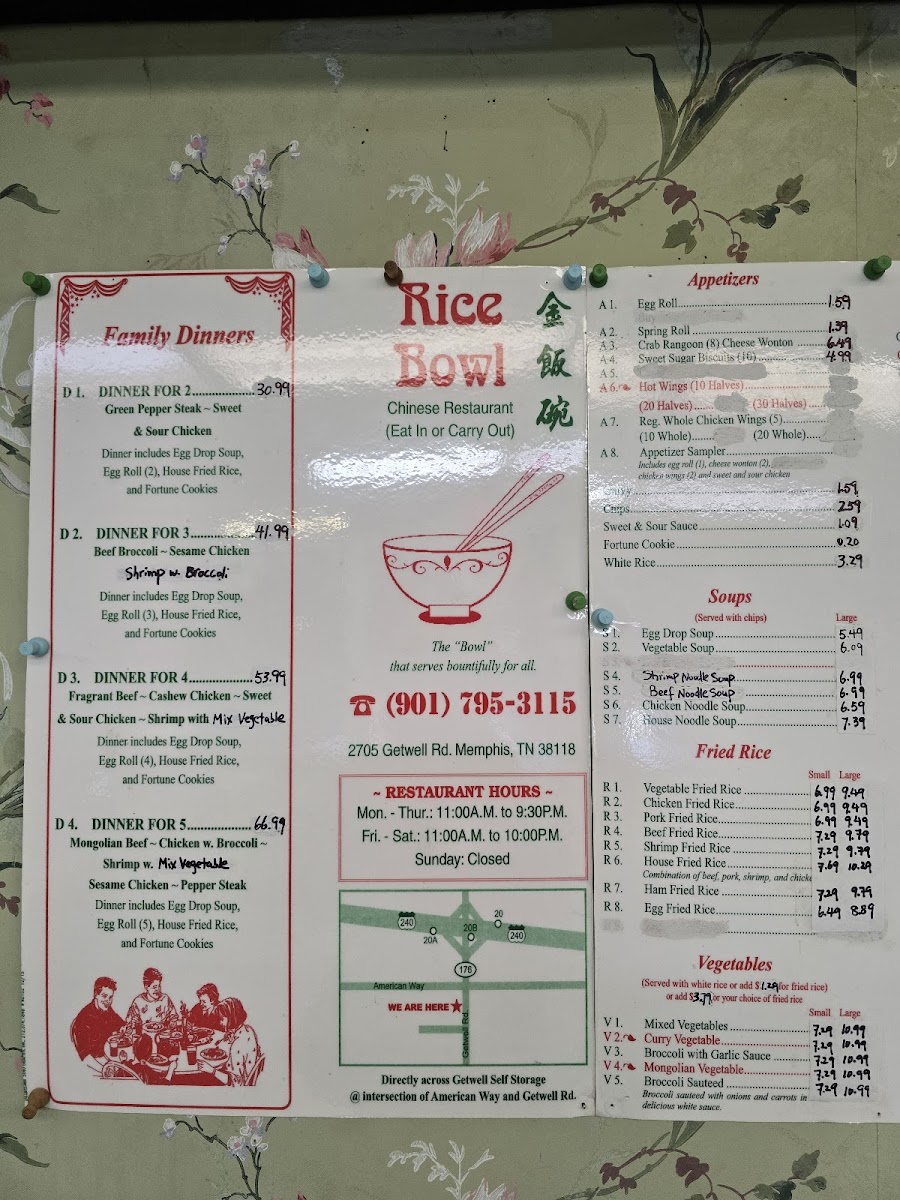 Family Dinners
D 1. DINNER FOR 2 30.99
Green Pepper Steak ~ Sweet
& Sour Chicken
Dinner includes Egg Drop Soup,
Egg Roll (2), House Fried Rice,
and Fortune Cookies
D 2. DINNER FOR 3 41.99
Beef Broccoli ~ Sesame Chicken
Shrimp w. Broccoli
Dinner includes Egg Drop Soup,
Egg Roll (3), House Fried Rice,
and Fortune Cookies
D 3. DINNER FOR 4 53.99
Fragrant Beef ~ Cashew Chicken ~ Sweet
& Sour Chicken ~ Shrimp with Mix Vegetable
Dinner includes Egg Drop Soup,
Egg Roll (4), House Fried Rice,
and Fortune Cookies
D 4. DINNER FOR 5 66.99
Mongolian Beef ~ Chicken w. Broccoli ~
Shrimp w. Mix Vegetable
Sesame Chicken ~ Pepper Steak
Dinner includes Egg Drop Soup,
Egg Roll (5), House Fried Rice,
and Fortune Cookies
Rice
Bowl
金飯碗
Chinese Restaurant
(Eat In or Carry Out)
The “Bowl”
that serves bountifully for all.
☎ (901) 795-3115
2705 Getwell Rd. Memphis, TN 38118
~ RESTAURANT HOURS ~
Mon. - Thur.: 11:00A.M. to 9:30P.M.
Fri. - Sat.: 11:00A.M. to 10:00P.M.
Sunday: Closed
240
20A
20B
20
240
176
American Way
WE ARE HERE
Getwell Rd.
Directly across Getwell Self Storage
@ intersection of American Way and Getwell Rd.
Appetizers
A 1. Egg Roll 1.59
A 2. Spring Roll 1.39
A 3. Crab Rangoon (8) Cheese Wonton 6.49
A 4. Sweet Sugar Biscuits (10) 4.99
A 5.
A 6. Hot Wings (10 Halves)
(20 Halves) (30 Halves)
A 7. Reg. Whole Chicken Wings (5)
(10 Whole) (20 Whole)
A 8. Appetizer Sampler
Includes egg roll (1), cheese wonton (2),
chicken wings (2) and sweet and sour chicken
Gravy 1.59
Chips 2.59
Sweet & Sour Sauce 1.09
Fortune Cookie 0.20
White Rice 3.29
Soups
(Served with chips) Large
S 1. Egg Drop Soup 5.49
S 2. Vegetable Soup 6.09
S 4. Shrimp Noodle Soup 6.99
S 5. Beef Noodle Soup 6.99
S 6. Chicken Noodle Soup 6.59
S 7. House Noodle Soup 7.39
Fried Rice
Small Large
R 1. Vegetable Fried Rice 6.99 9.49
R 2. Chicken Fried Rice 6.99 9.49
R 3. Pork Fried Rice 6.99 9.49
R 4. Beef Fried Rice 7.29 9.79
R 5. Shrimp Fried Rice 7.29 9.79
R 6. House Fried Rice 7.69 10.29
Combination of beef, pork, shrimp, and chicke
R 7. Ham Fried Rice 7.29 9.79
R 8. Egg Fried Rice 6.49 8.89
Vegetables
(Served with white rice or add $1.29 for fried rice)
or add $3.79 or your choice of fried rice
Small Large
V 1. Mixed Vegetables 7.29 10.99
V 2. Curry Vegetable 7.29 10.99
V 3. Broccoli with Garlic Sauce 7.29 10.99
V 4. Mongolian Vegetable 7.29 10.99
V 5. Broccoli Sauteed 7.29 10.99
Broccoli sauteed with onions and carrots in
delicious white sauce.